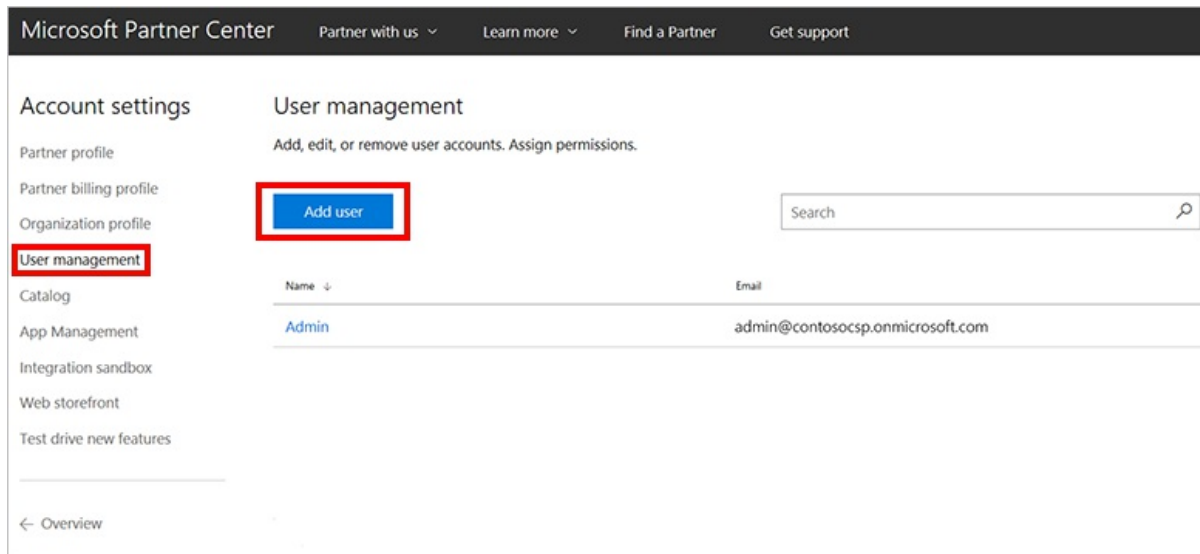 Microsoft Partner Center Partner with us Learn more Find a Partner Get support
Account settings
Partner profile
Partner billing profile
Organization profile
User management
Catalog
App Management
Integration sandbox
Web storefront
Test drive new features
← Overview
User management
Add, edit, or remove user accounts. Assign permissions.
Add user
Search
Name ↓ Email
Admin admin@contosocsp.onmicrosoft.com